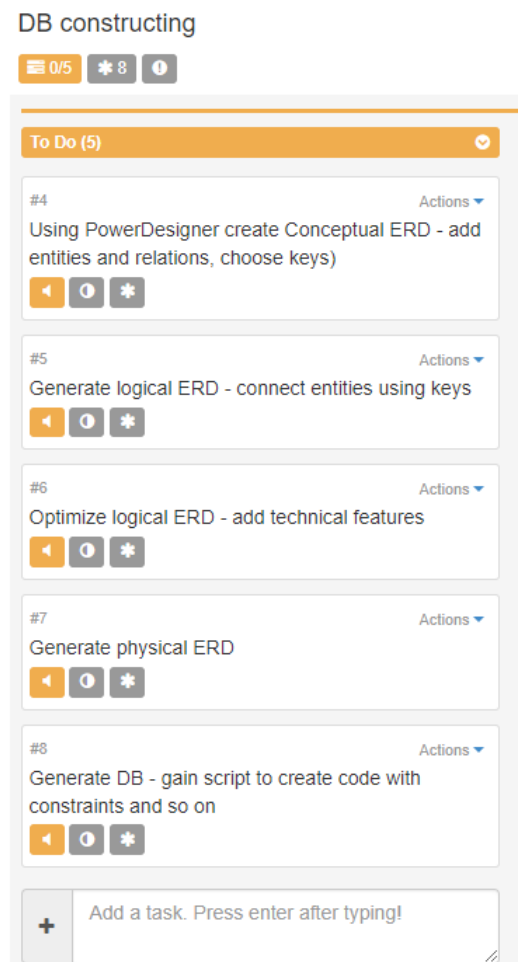 DB constructing
0/5 8
To Do (5)
#4 Actions
Using PowerDesigner create Conceptual ERD - add
entities and relations, choose keys)
#5 Actions
Generate logical ERD - connect entities using keys
#6 Actions
Optimize logical ERD - add technical features
#7 Actions
Generate physical ERD
#8 Actions
Generate DB - gain script to create code with
constraints and so on
Add a task. Press enter after typing!